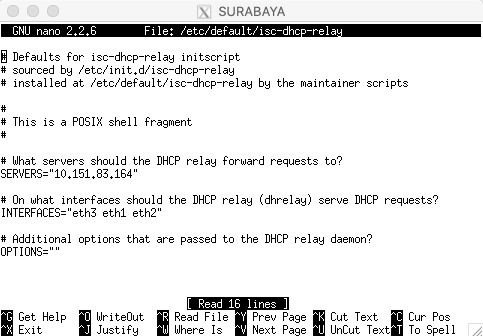 SURABAYA
GNU nano 2.2.6 File: /etc/default/isc-dhcp-relay
# Defaults for isc-dhcp-relay initscript
# sourced by /etc/init.d/isc-dhcp-relay
# installed at /etc/default/isc-dhcp-relay by the maintainer scripts
#
# This is a POSIX shell fragment
#
# What servers should the DHCP relay forward requests to?
SERVERS="10.151.83.164"
# On what interfaces should the DHCP relay (dhrelay) serve DHCP requests?
INTERFACES="eth3 eth1 eth2"
# Additional options that are passed to the DHCP relay daemon?
OPTIONS=""
[ Read 16 lines ]
^G Get Help ^O WriteOut ^R Read File ^Y Prev Page ^K Cut Text ^C Cur Pos
^X Exit ^J Justify ^W Where Is ^V Next Page ^U UnCut Text ^T To Spell